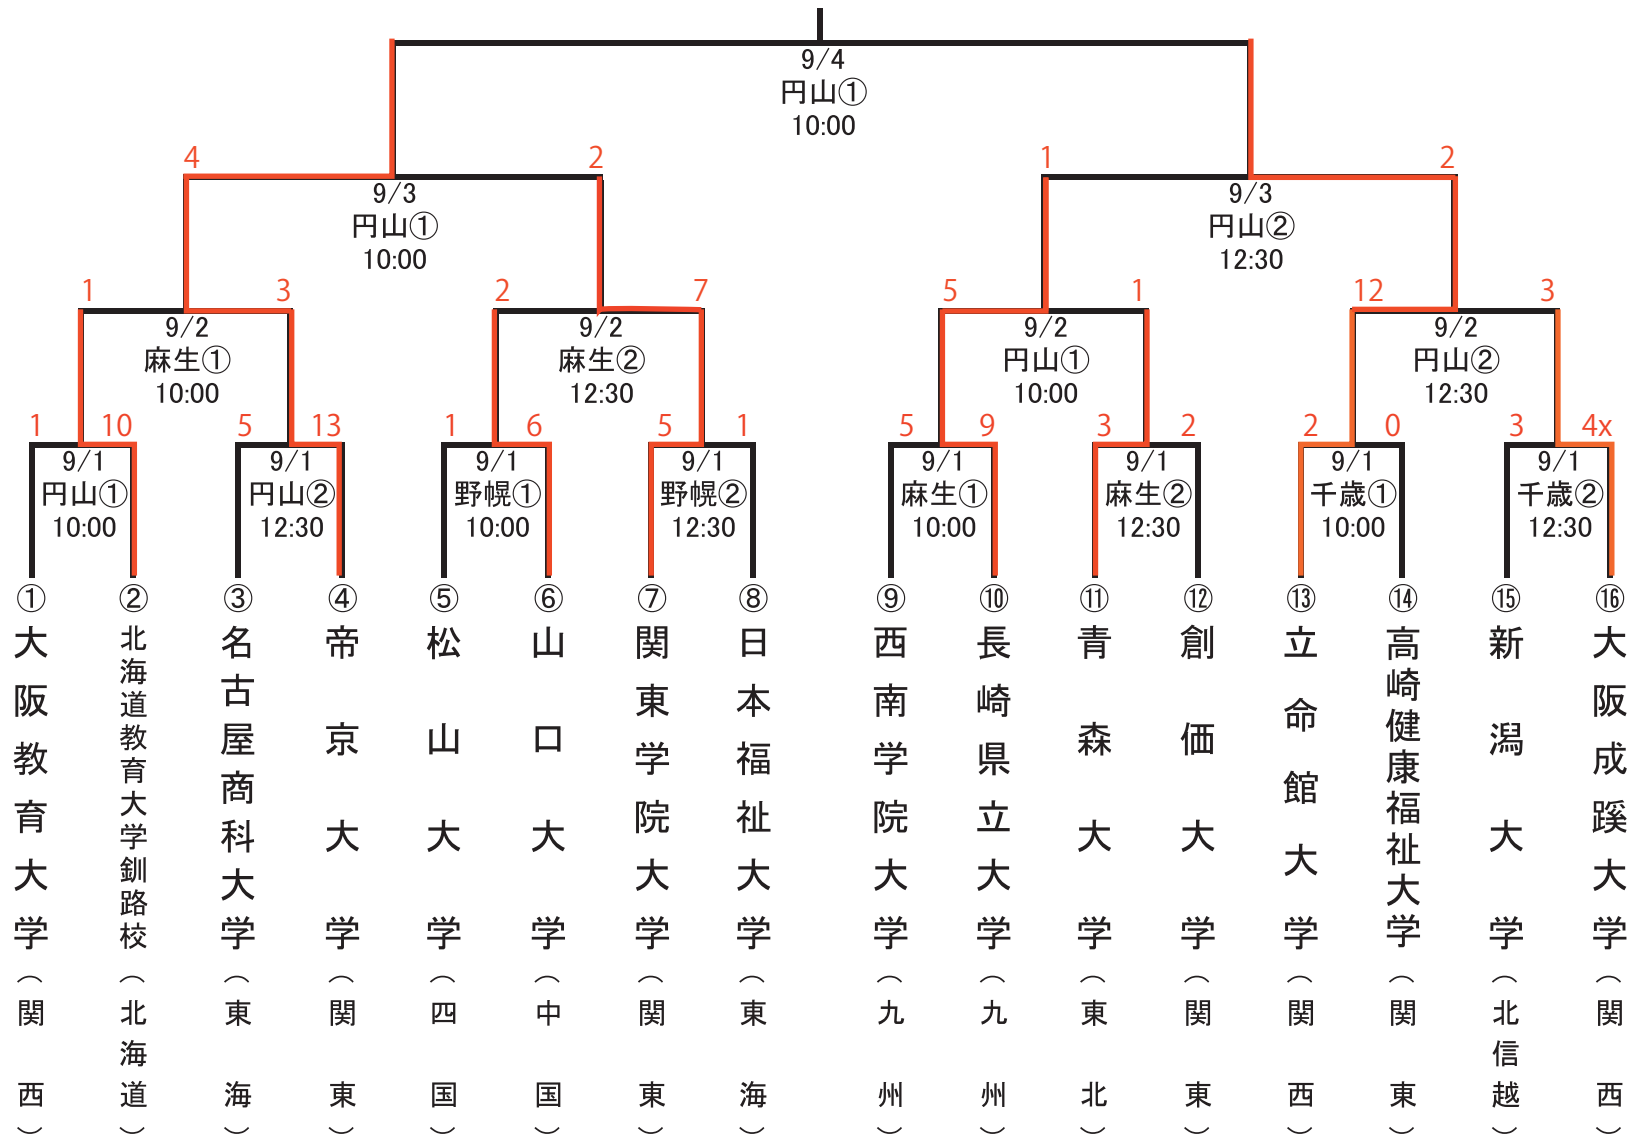 9/4
円山①
10:00
4
2
1
2
9/3
円山①
10:00
9/3
円山②
12:30
1
3
2
7
5
1
12
3
9/2
麻生①
10:00
9/2
麻生②
12:30
9/2
円山①
10:00
9/2
円山②
12:30
1
10
5
13
1
6
5
1
5
9
3
2
2
0
3
4x
9/1
円山①
10:00
9/1
円山②
12:30
9/1
野幌①
10:00
9/1
野幌②
12:30
9/1
麻生①
10:00
9/1
麻生②
12:30
9/1
千歳①
10:00
9/1
千歳②
12:30
①
大阪教育大学(関西)
②
北海道教育大学釧路校(北海道)
③
名古屋商科大学(東海)
④
帝京大学(関東)
⑤
松山大学(四国)
⑥
山口大学(中国)
⑦
関東学院大学(関東)
⑧
日本福祉大学(東海)
⑨
西南学院大学(九州)
⑩
長崎県立大学(九州)
⑪
青森大学(東北)
⑫
創価大学(関東)
⑬
立命館大学(関西)
⑭
高崎健康福祉大学(関東)
⑮
新潟大学(北信越)
⑯
大阪成蹊大学(関西)